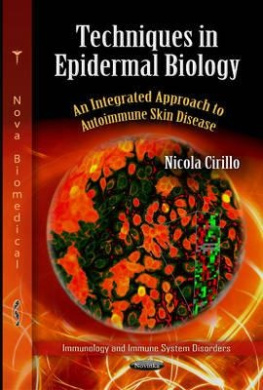 Techniques in
Epidermal Biology
An Integrated Approach to
Autoimmune Skin Disease
Nova Biomedical
Nicola Cirillo
Immunology and Immune System Disorders
Novinka